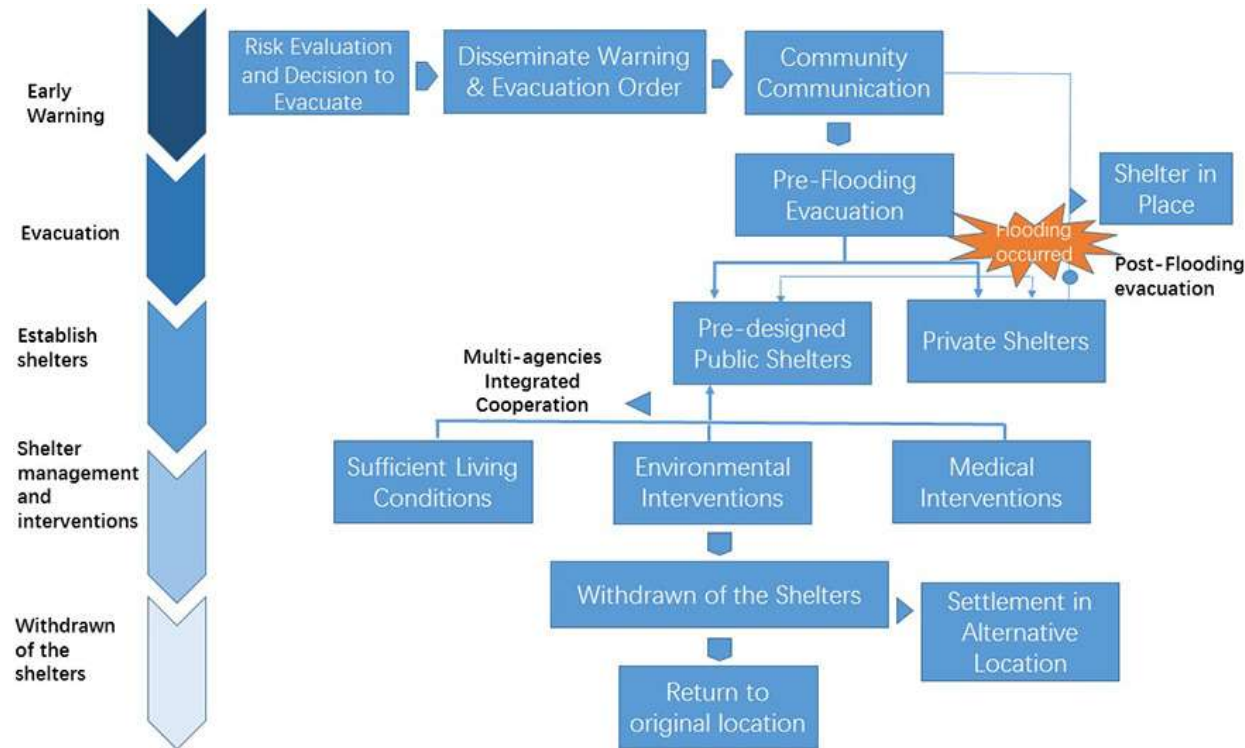 Early
Warning
Risk Evaluation
and Decision to
Evacuate
Disseminate Warning
& Evacuation Order
Community
Communication
Evacuation
Pre-Flooding
Evacuation
Shelter in
Place
Flooding
occurred
Post-Flooding
evacuation
Establish
shelters
Pre-designed
Public Shelters
Private Shelters
Multi-agencies
Integrated
Cooperation
Shelter
management
and
interventions
Sufficient Living
Conditions
Environmental
Interventions
Medical
Interventions
Withdrawn
of the
shelters
Withdrawn of the Shelters
Settlement in
Alternative
Location
Return to
original location